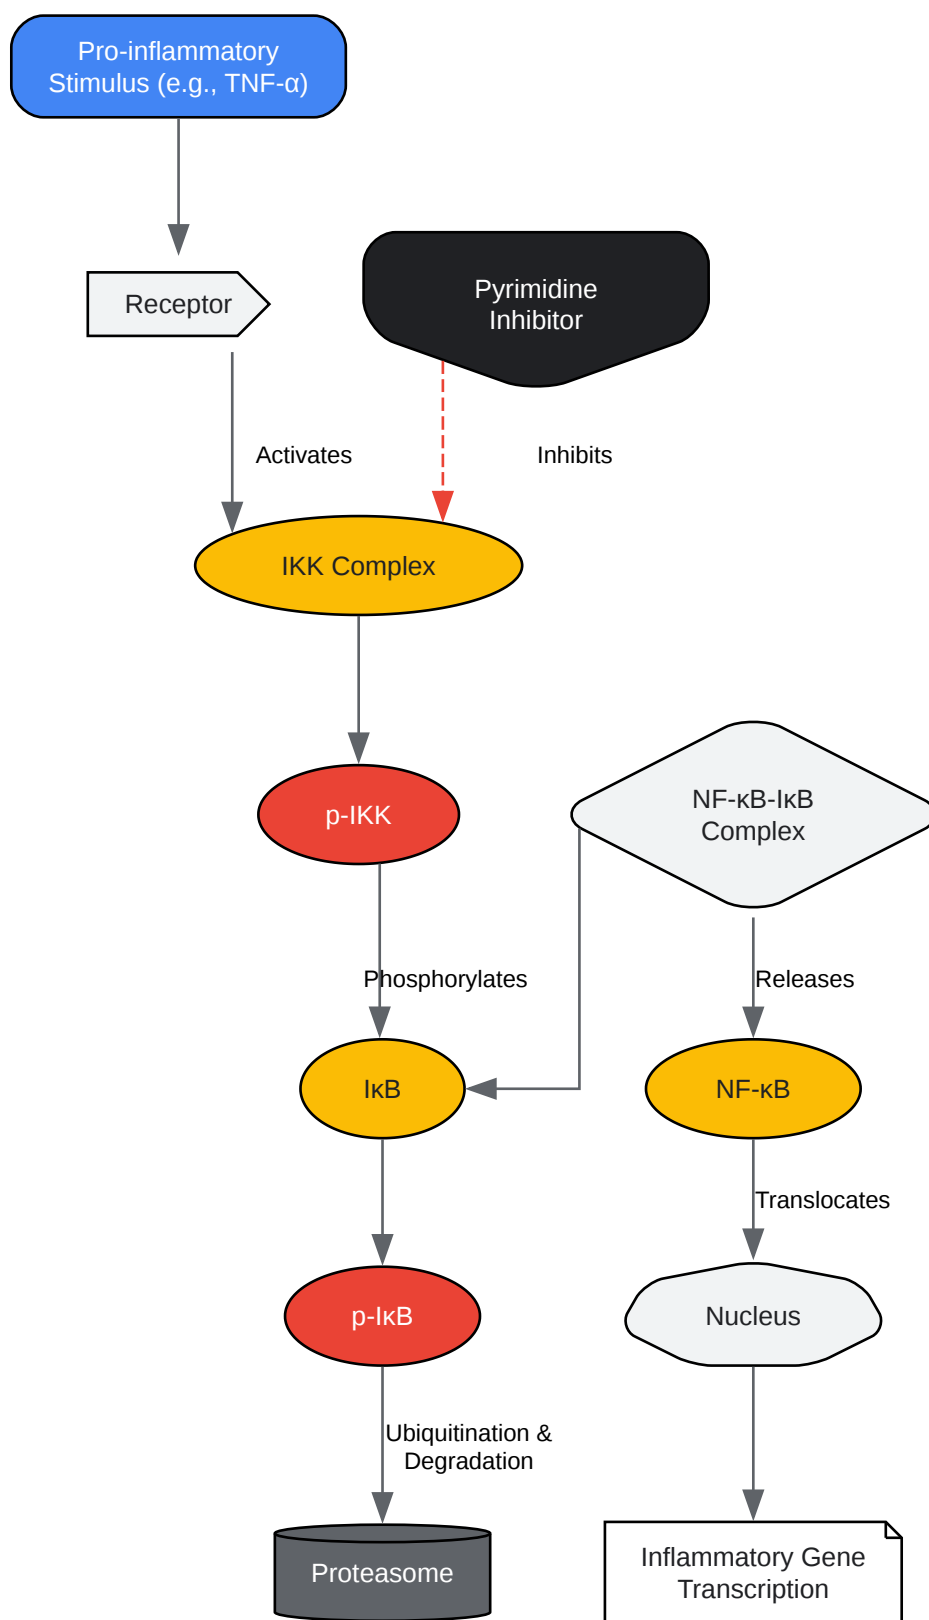 Pro-inflammatory
Stimulus (e.g., TNF-α)
Receptor
Pyrimidine
Inhibitor
Activates
Inhibits
IKK Complex
p-IKK
NF-κB-IκB
Complex
Phosphorylates
Releases
IκB
NF-κB
Translocates
p-IκB
Nucleus
Ubiquitination &
Degradation
Proteasome
Inflammatory Gene
Transcription